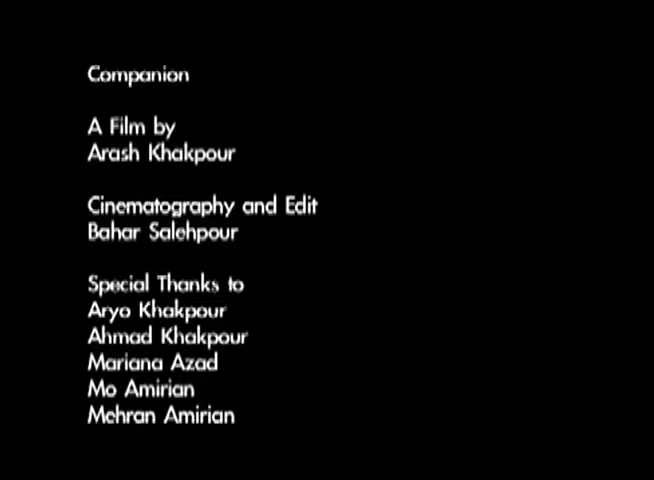 Companion
A Film by
Arash Khakpour
Cinematography and Edit
Bahar Salehpour
Special Thanks to
Aryo Khakpour
Ahmad Khakpour
Mariana Azad
Mo Amirian
Mehran Amirian